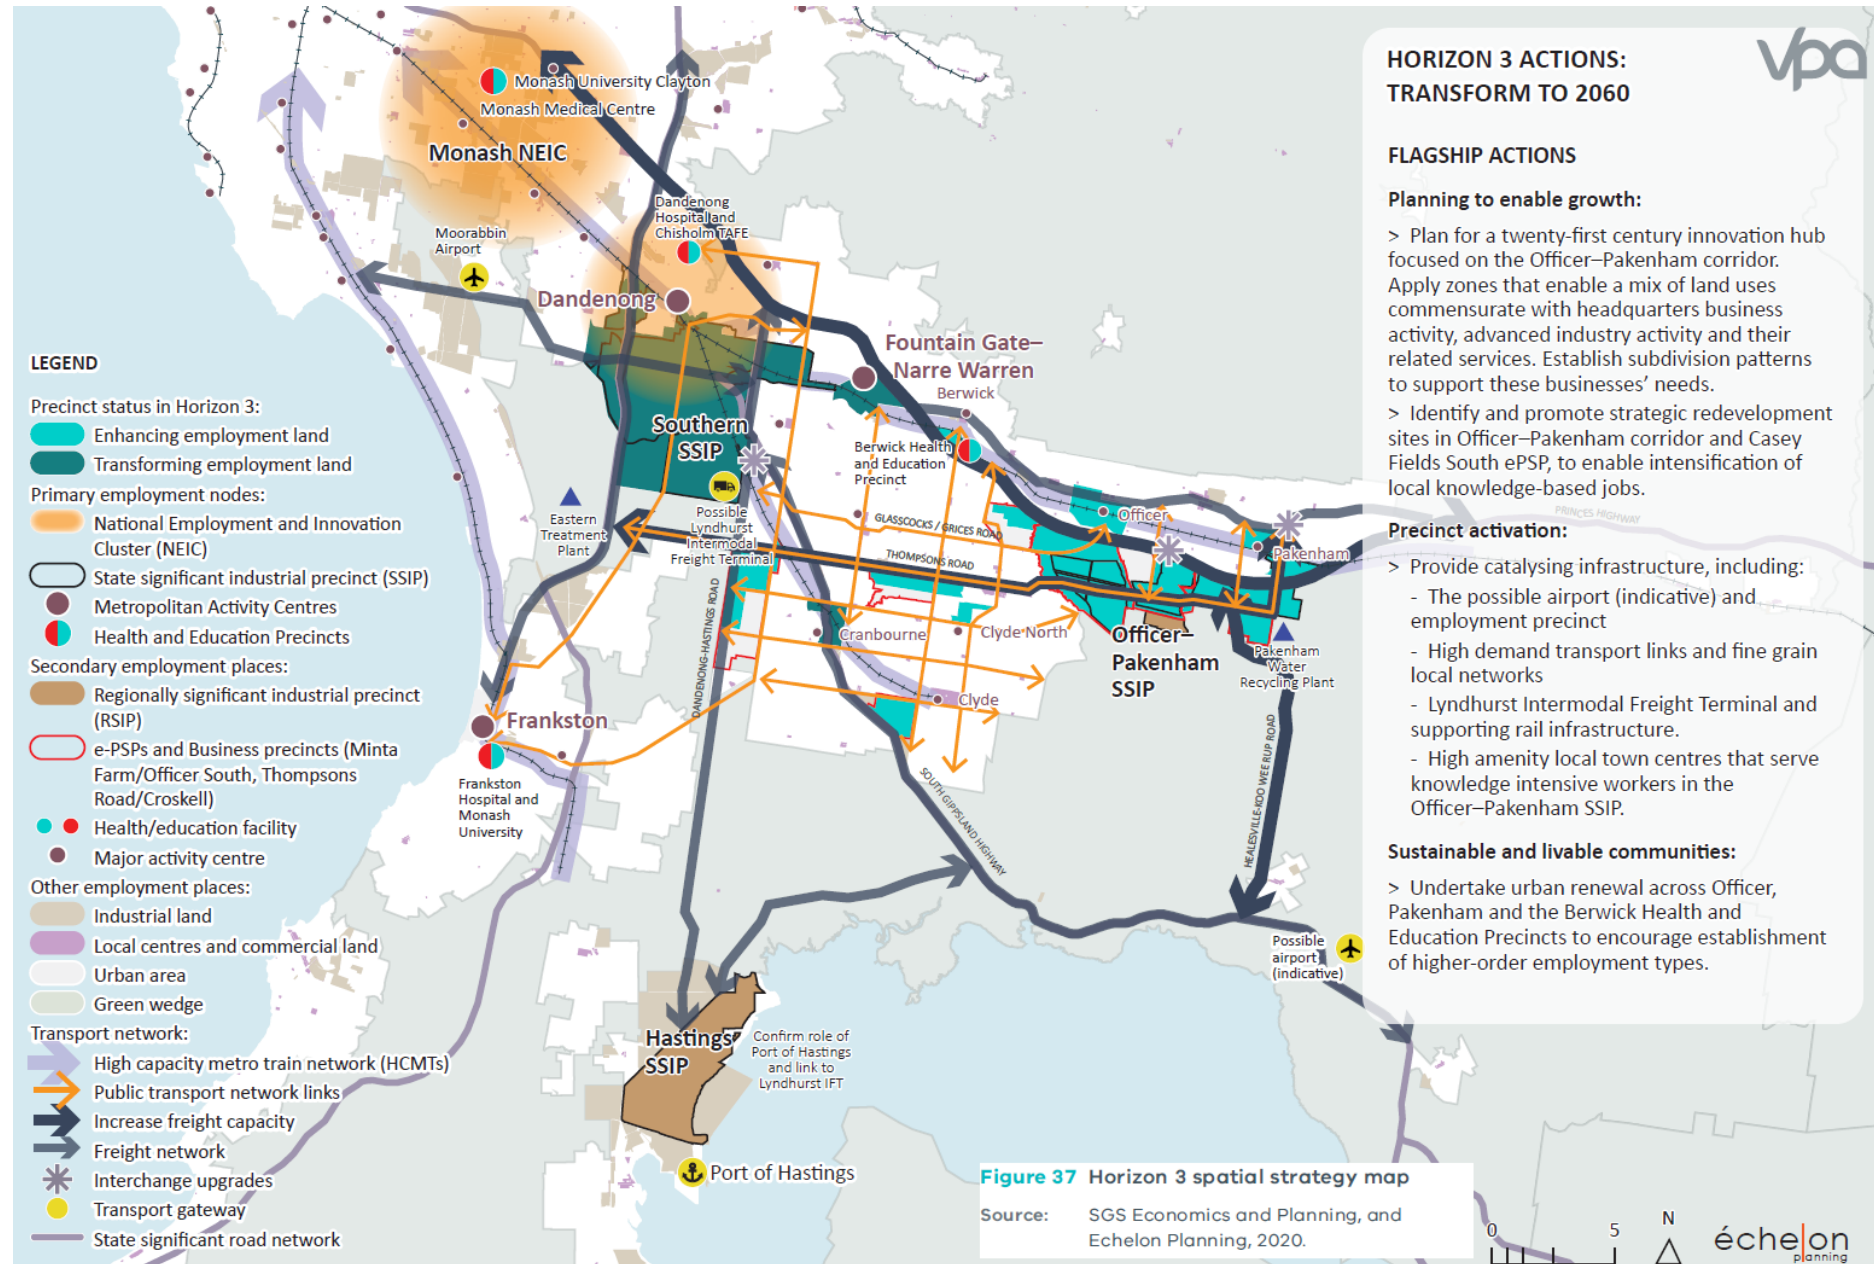 Monash University Clayton
Monash Medical Centre
Monash NEIC
Dandenong
Hospital and
Chisholm TAFE
Moorabbin
Airport
Dandenong
Fountain Gate–
Narre Warren
Berwick
Southern
SSIP
Berwick Health
and Education
Precinct
Eastern
Treatment
Plant
Possible
Lyndhurst
Intermodal
Freight Terminal
GLASSCOCKS / GRICES ROAD
THOMPSONS ROAD
Officer
Pakenham
PRINCES HIGHWAY
DANDENONG-HASTINGS ROAD
Cranbourne
Clyde North
Officer–
Pakenham
SSIP
Pakenham
Water
Recycling Plant
Clyde
Frankston
Frankston
Hospital and
Monash
University
SOUTH GIPPSLAND HIGHWAY
HEALESVILLE-KOO WEE RUP ROAD
Possible
airport
(indicative)
Hastings
SSIP
Confirm role of
Port of Hastings
and link to
Lyndhurst IFT
Port of Hastings
LEGEND
Precinct status in Horizon 3:
Enhancing employment land
Transforming employment land
Primary employment nodes:
National Employment and Innovation
Cluster (NEIC)
State significant industrial precinct (SSIP)
Metropolitan Activity Centres
Health and Education Precincts
Secondary employment places:
Regionally significant industrial precinct
(RSIP)
e-PSPs and Business precincts (Minta
Farm/Officer South, Thompsons
Road/Croskell)
Health/education facility
Major activity centre
Other employment places:
Industrial land
Local centres and commercial land
Urban area
Green wedge
Transport network:
High capacity metro train network (HCMTs)
Public transport network links
Increase freight capacity
Freight network
Interchange upgrades
Transport gateway
State significant road network
vpa
HORIZON 3 ACTIONS:
TRANSFORM TO 2060
FLAGSHIP ACTIONS
Planning to enable growth:
> Plan for a twenty-first century innovation hub
focused on the Officer–Pakenham corridor.
Apply zones that enable a mix of land uses
commensurate with headquarters business
activity, advanced industry activity and their
related services. Establish subdivision patterns
to support these businesses’ needs.
> Identify and promote strategic redevelopment
sites in Officer–Pakenham corridor and Casey
Fields South ePSP, to enable intensification of
local knowledge-based jobs.
Precinct activation:
> Provide catalysing infrastructure, including:
- The possible airport (indicative) and
employment precinct
- High demand transport links and fine grain
local networks
- Lyndhurst Intermodal Freight Terminal and
supporting rail infrastructure.
- High amenity local town centres that serve
knowledge intensive workers in the
Officer–Pakenham SSIP.
Sustainable and livable communities:
> Undertake urban renewal across Officer,
Pakenham and the Berwick Health and
Education Precincts to encourage establishment
of higher-order employment types.
Figure 37 Horizon 3 spatial strategy map
Source: SGS Economics and Planning, and
Echelon Planning, 2020.
0 5
N
échelon
planning